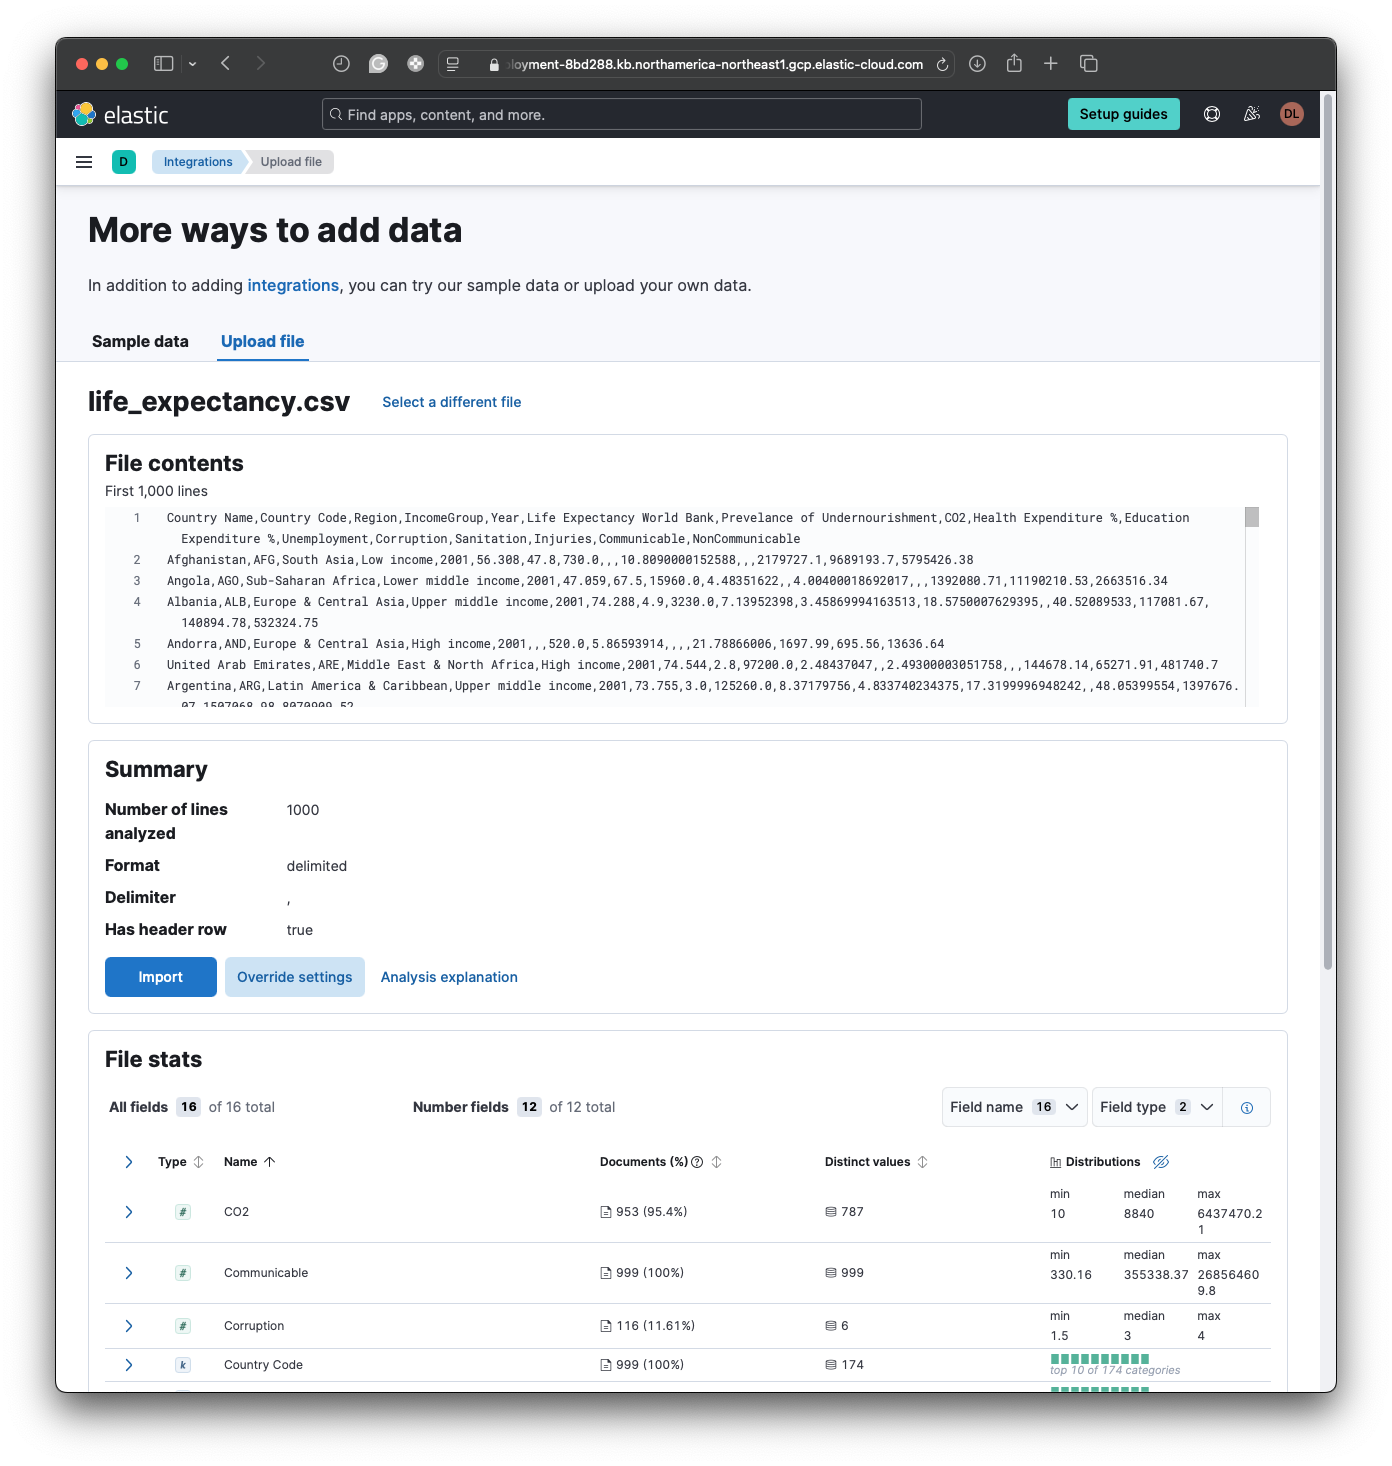 loyment-8bd288.kb.northamerica-northeast1.gcp.elastic-cloud.com
elastic
Find apps, content, and more.
Setup guides
DL
D
Integrations
Upload file
More ways to add data
In addition to adding integrations, you can try our sample data or upload your own data.
Sample data
Upload file
life_expectancy.csv
Select a different file
File contents
First 1,000 lines
1 Country Name,Country Code,Region,IncomeGroup,Year,Life Expectancy World Bank,Prevelance of Undernourishment,CO2,Health Expenditure %,Education
Expenditure %,Unemployment,Corruption,Sanitation,Injuries,Communicable,NonCommunicable
2 Afghanistan,AFG,South Asia,Low income,2001,56.308,47.8,730.0,,,10.8090000152588,,,2179727.1,9689193.7,5795426.38
3 Angola,AGO,Sub-Saharan Africa,Lower middle income,2001,47.059,67.5,15960.0,4.48351622,,4.00400018692017,,,1392080.71,11190210.53,2663516.34
4 Albania,ALB,Europe & Central Asia,Upper middle income,2001,74.288,4.9,3230.0,7.13952398,3.45869994163513,18.5750007629395,,40.52089533,117081.67,
140894.78,532324.75
5 Andorra,AND,Europe & Central Asia,High income,2001,,,520.0,5.86593914,,,,21.78866006,1697.99,695.56,13636.64
6 United Arab Emirates,ARE,Middle East & North Africa,High income,2001,74.544,2.8,97200.0,2.48437047,,2.49300003051758,,,144678.14,65271.91,481740.7
7 Argentina,ARG,Latin America & Caribbean,Upper middle income,2001,73.755,3.0,125260.0,8.37179756,4.833740234375,17.3199996948242,,48.05399554,1397676.
07,1507068.98,8070909.52
Summary
Number of lines analyzed 1000
Format delimited
Delimiter ,
Has header row true
Import
Override settings
Analysis explanation
File stats
All fields 16 of 16 total
Number fields 12 of 12 total
Field name 16
Field type 2
Type Name Documents (%) Distinct values Distributions
min median max
# CO2 953 (95.4%) 787 10 8840 6437470.2
1
min median max
# Communicable 999 (100%) 999 330.16 355338.37 26856460
9.8
min median max
# Corruption 116 (11.61%) 6 1.5 3 4
k Country Code 999 (100%) 174
top 10 of 174 categories